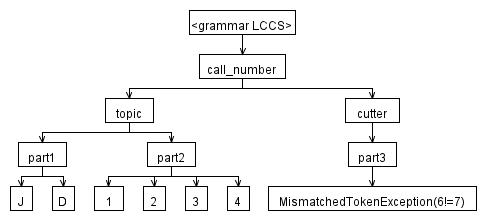 <grammar LCCS>
call_number
topic cutter
part1 part2 part3
J D 1 2 3 4 MismatchedTokenException(6!=7)